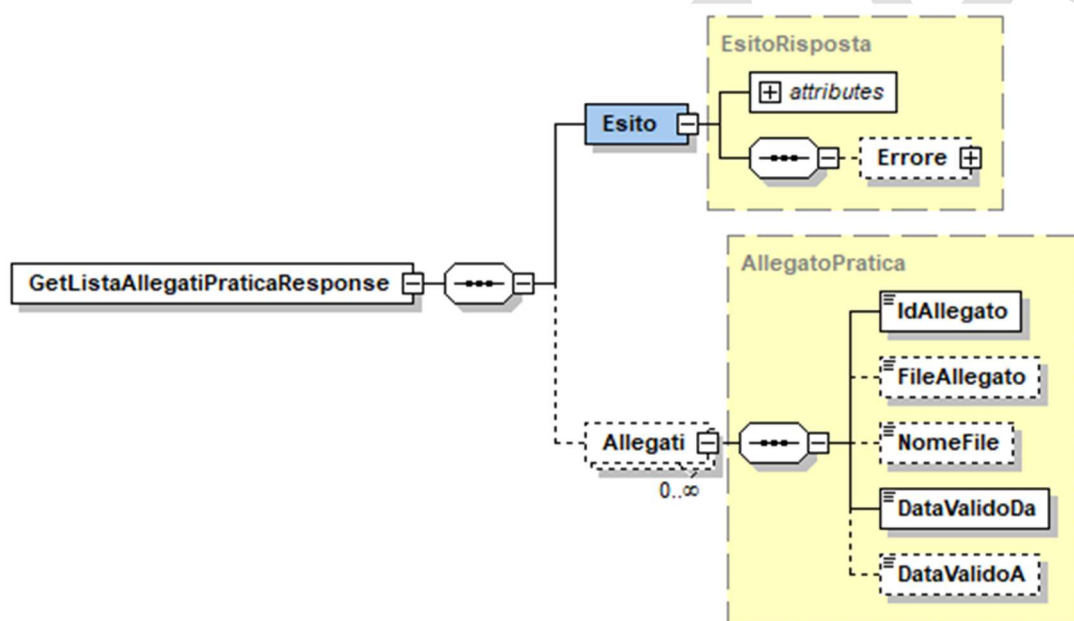 EsitoRisposta
attributes
Esito
Errore
GetListaAllegatiPraticaResponse
AllegatoPratica
IdAllegato
FileAllegato
Allegati
NomeFile
0..∞
DataValidoDa
DataValidoA